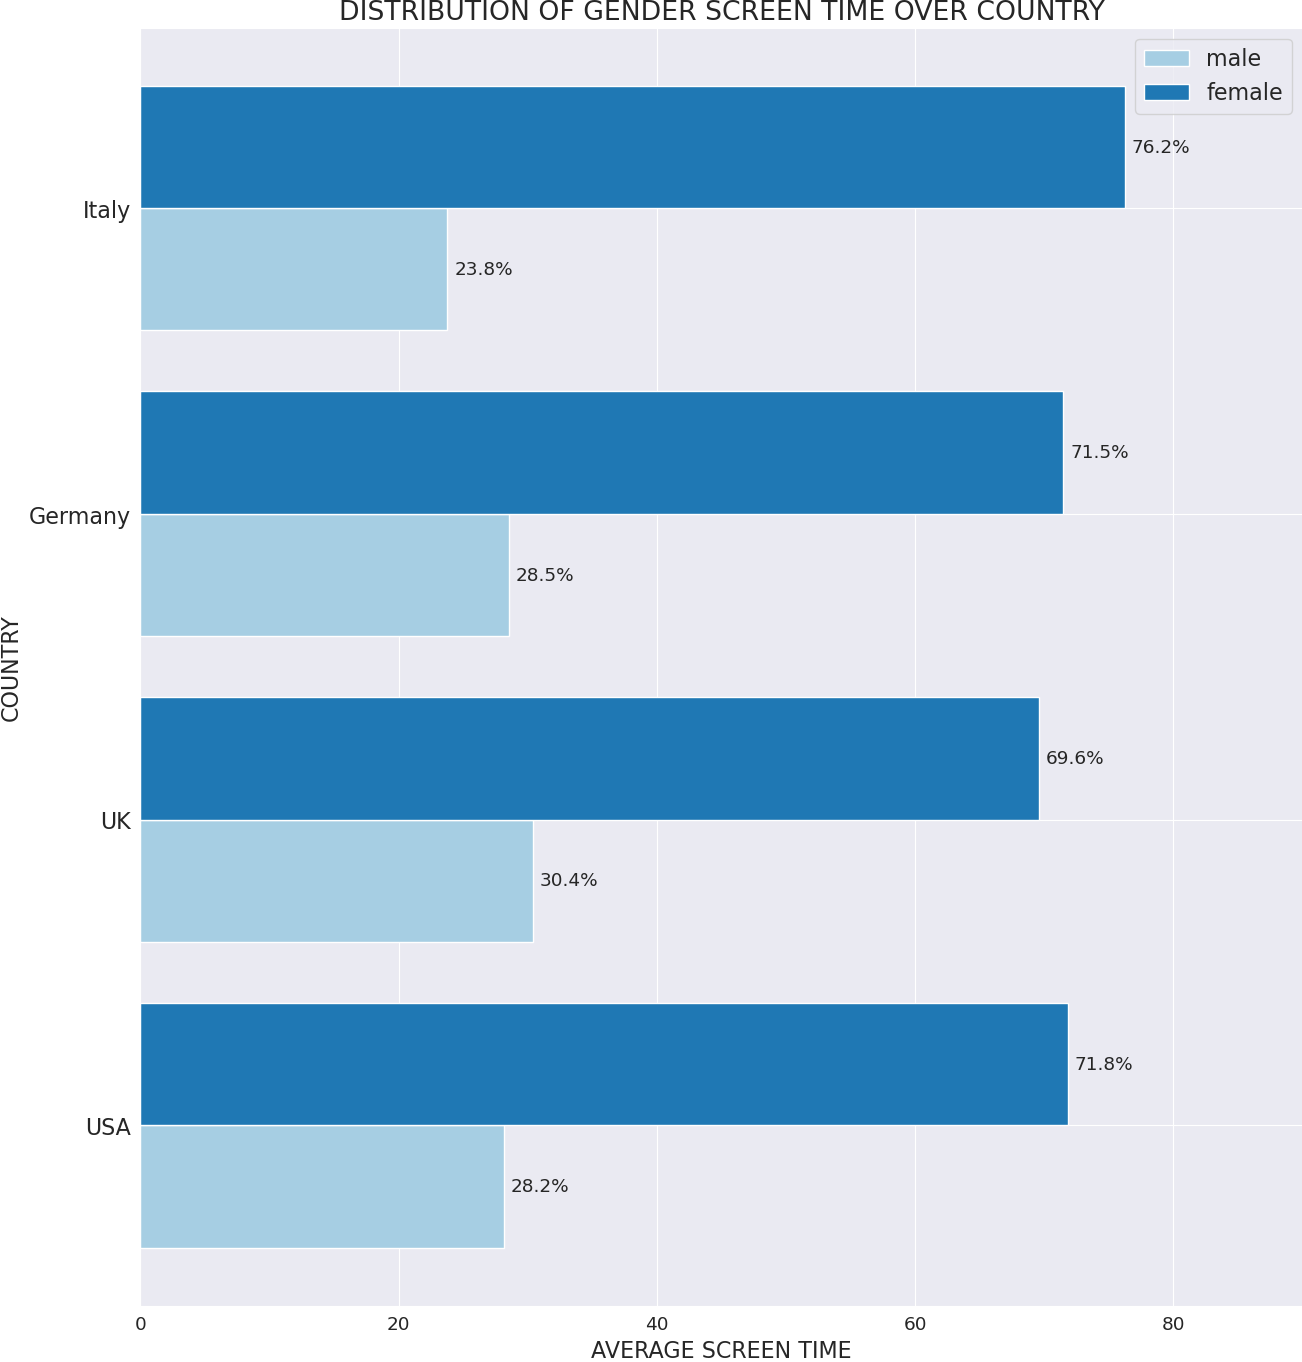 DISTRIBUTION OF GENDER SCREEN TIME OVER COUNTRY
male
female
76.2%
Italy
23.8%
71.5%
Germany
28.5%
COUNTRY
69.6%
UK
30.4%
71.8%
USA
28.2%
0 20 40 60 80
AVERAGE SCREEN TIME